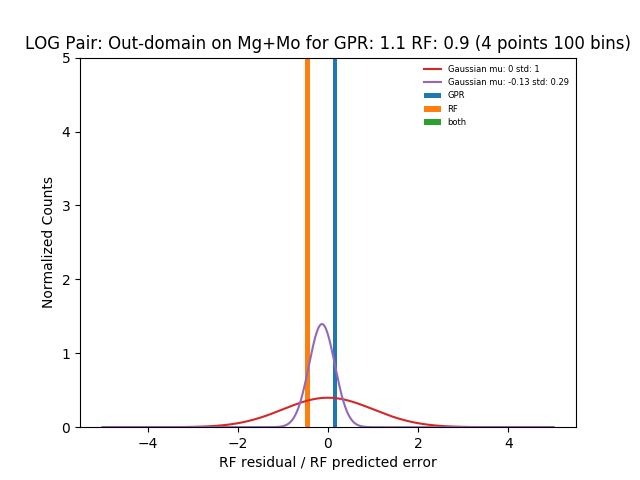 LOG Pair: Out-domain on Mg+Mo for GPR: 1.1 RF: 0.9 (4 points 100 bins)
Gaussian mu: 0 std: 1
Gaussian mu: -0.13 std: 0.29
GPR
RF
both
Normalized Counts
5
4
3
2
1
0
−4 −2 0 2 4
RF residual / RF predicted error